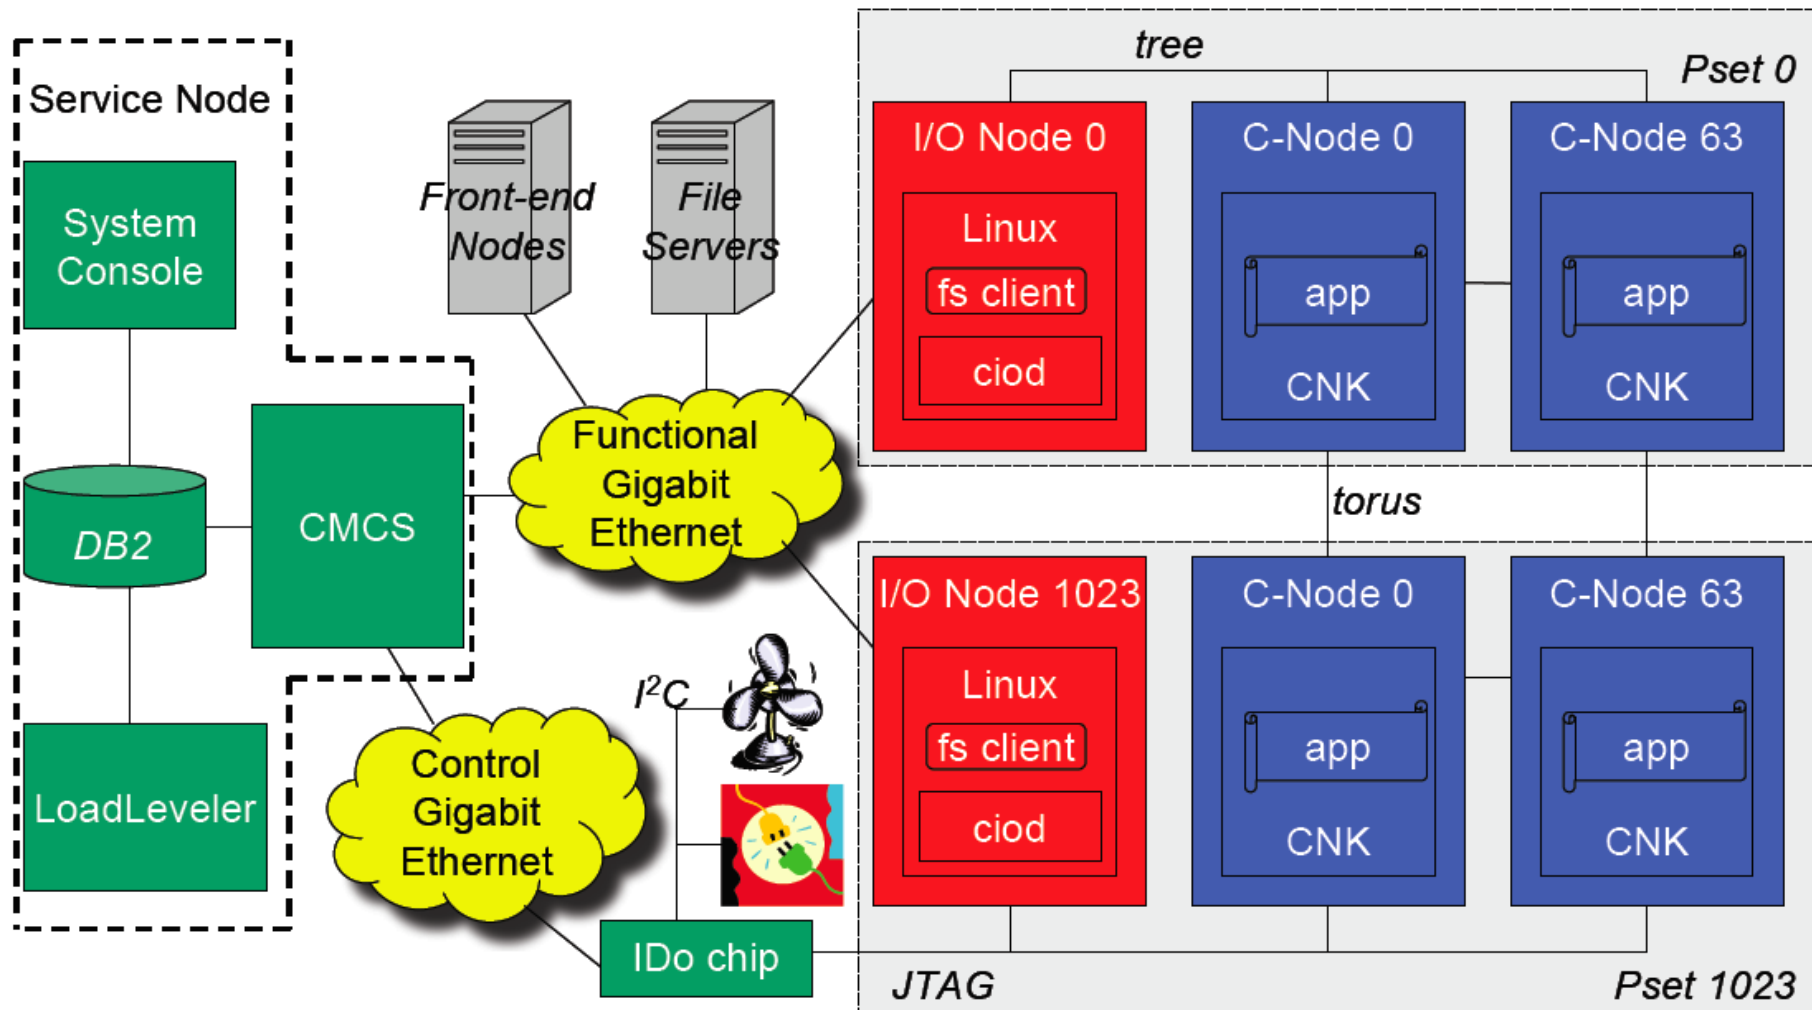 Service Node
System
Console
DB2
CMCS
LoadLeveler
Front-end
Nodes
File
Servers
Functional
Gigabit
Ethernet
Control
Gigabit
Ethernet
I²C
IDo chip
tree
Pset 0
I/O Node 0
Linux
fs client
ciod
C-Node 0
app
CNK
C-Node 63
app
CNK
torus
I/O Node 1023
Linux
fs client
ciod
C-Node 0
app
CNK
C-Node 63
app
CNK
JTAG
Pset 1023